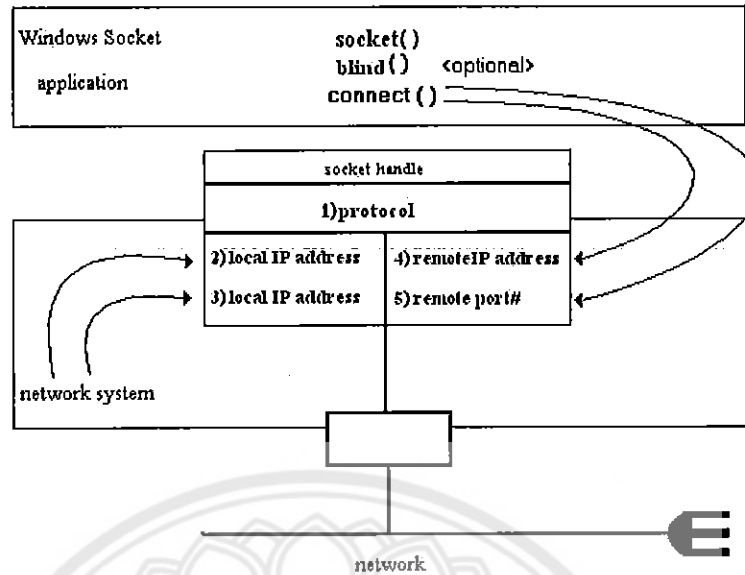 Windows Socket
application
socket()
blind() <optional>
connect()
socket handle
1)protocol
2)local IP address
4)remoteIP address
3)local IP address
5)remote port#
network system
network